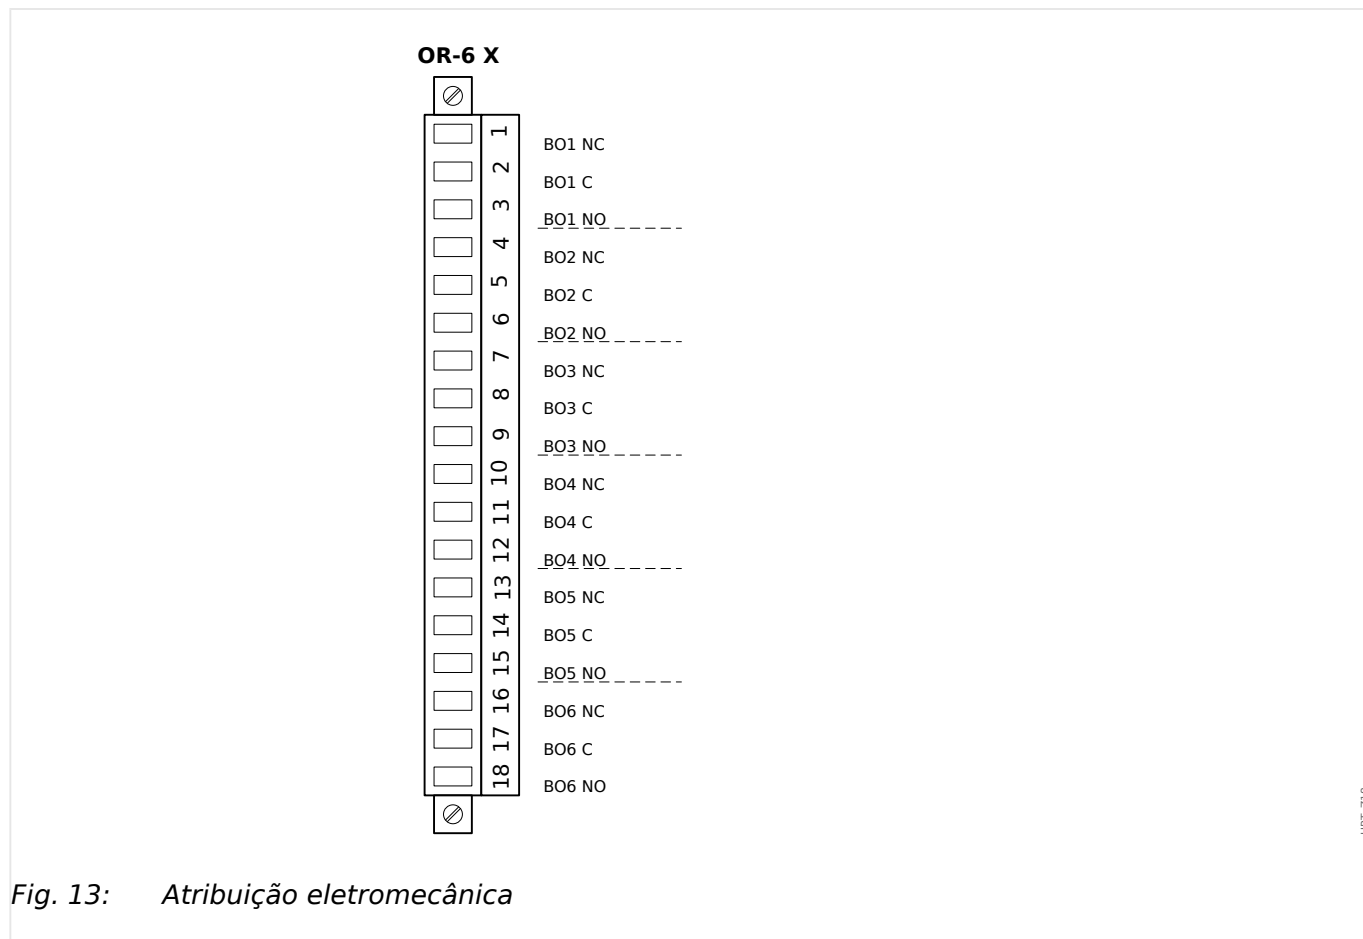 OR-6 X
1 BO1 NC
2 BO1 C
3 BO1 NO
4 BO2 NC
5 BO2 C
6 BO2 NO
7 BO3 NC
8 BO3 C
9 BO3 NO
10 BO4 NC
11 BO4 C
12 BO4 NO
13 BO5 NC
14 BO5 C
15 BO5 NO
16 BO6 NC
17 BO6 C
18 BO6 NO
Fig. 13: Atribuição eletromecânica